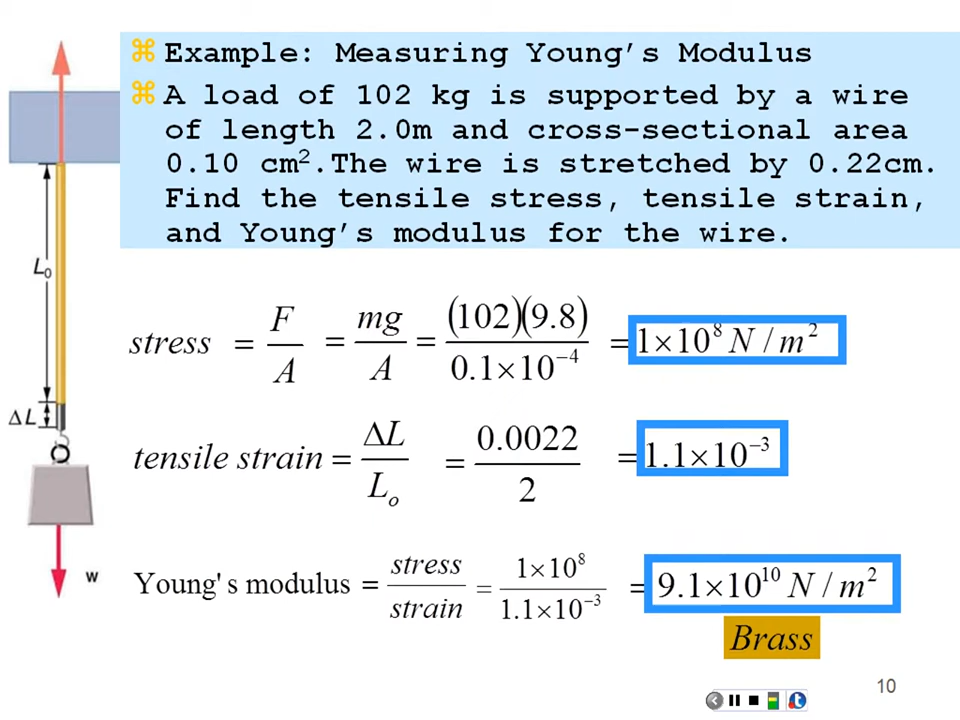 Example: Measuring Young's Modulus
A load of 102 kg is supported by a wire
of length 2.0m and cross-sectional area
0.10 cm².The wire is stretched by 0.22cm.
Find the tensile stress, tensile strain,
and Young's modulus for the wire.
L₀
stress = F/A = mg/A = (102)(9.8)/0.1×10⁻⁴ = 1×10⁸ N/m²
ΔL
tensile strain = ΔL/Lₒ = 0.0022/2 = 1.1×10⁻³
w
Young's modulus = stress/strain = 1×10⁸/1.1×10⁻³ = 9.1×10¹⁰ N/m²
Brass
10